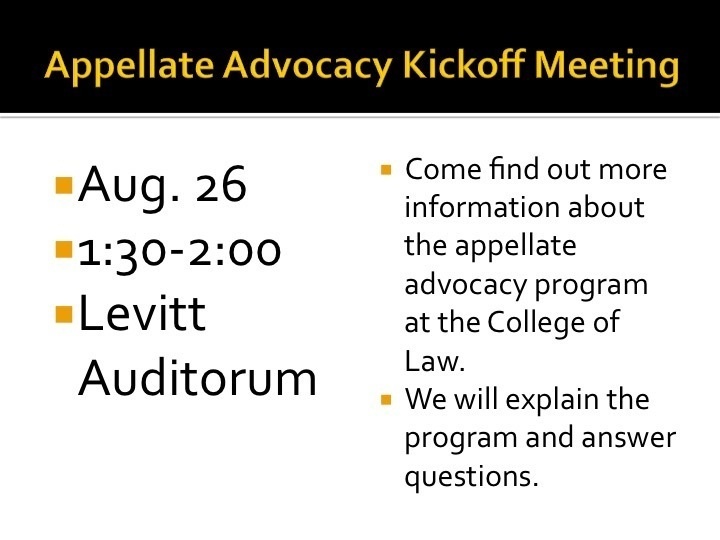 Appellate Advocacy Kickoff Meeting
Aug. 26
1:30-2:00
Levitt
Auditorum
Come find out more
information about
the appellate
advocacy program
at the College of
Law.
We will explain the
program and answer
questions.